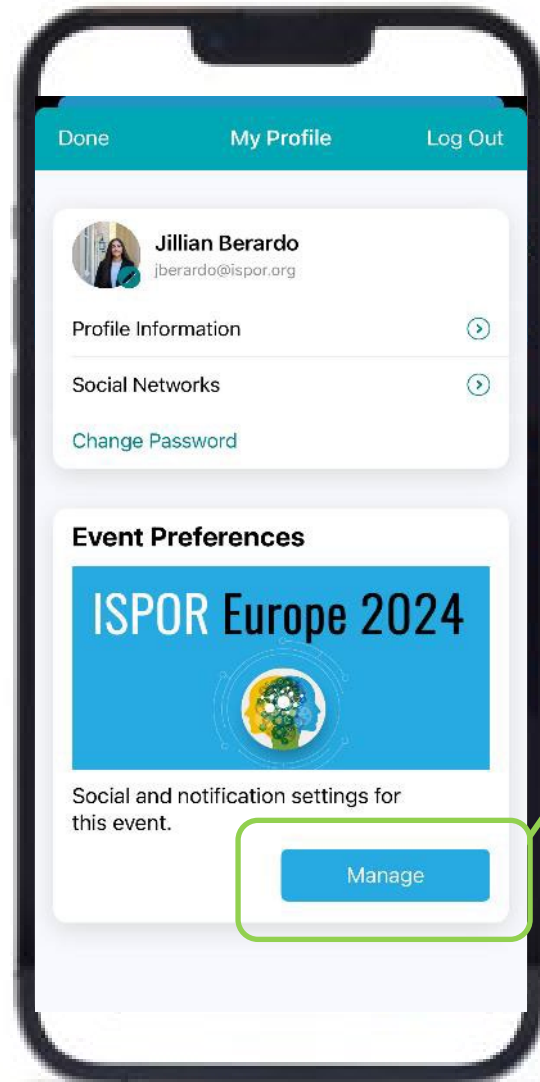 Done My Profile Log Out
Jillian Berardo
jberardo@ispor.org
Profile Information
Social Networks
Change Password
Event Preferences
ISPOR Europe 2024
Social and notification settings for
this event.
Manage